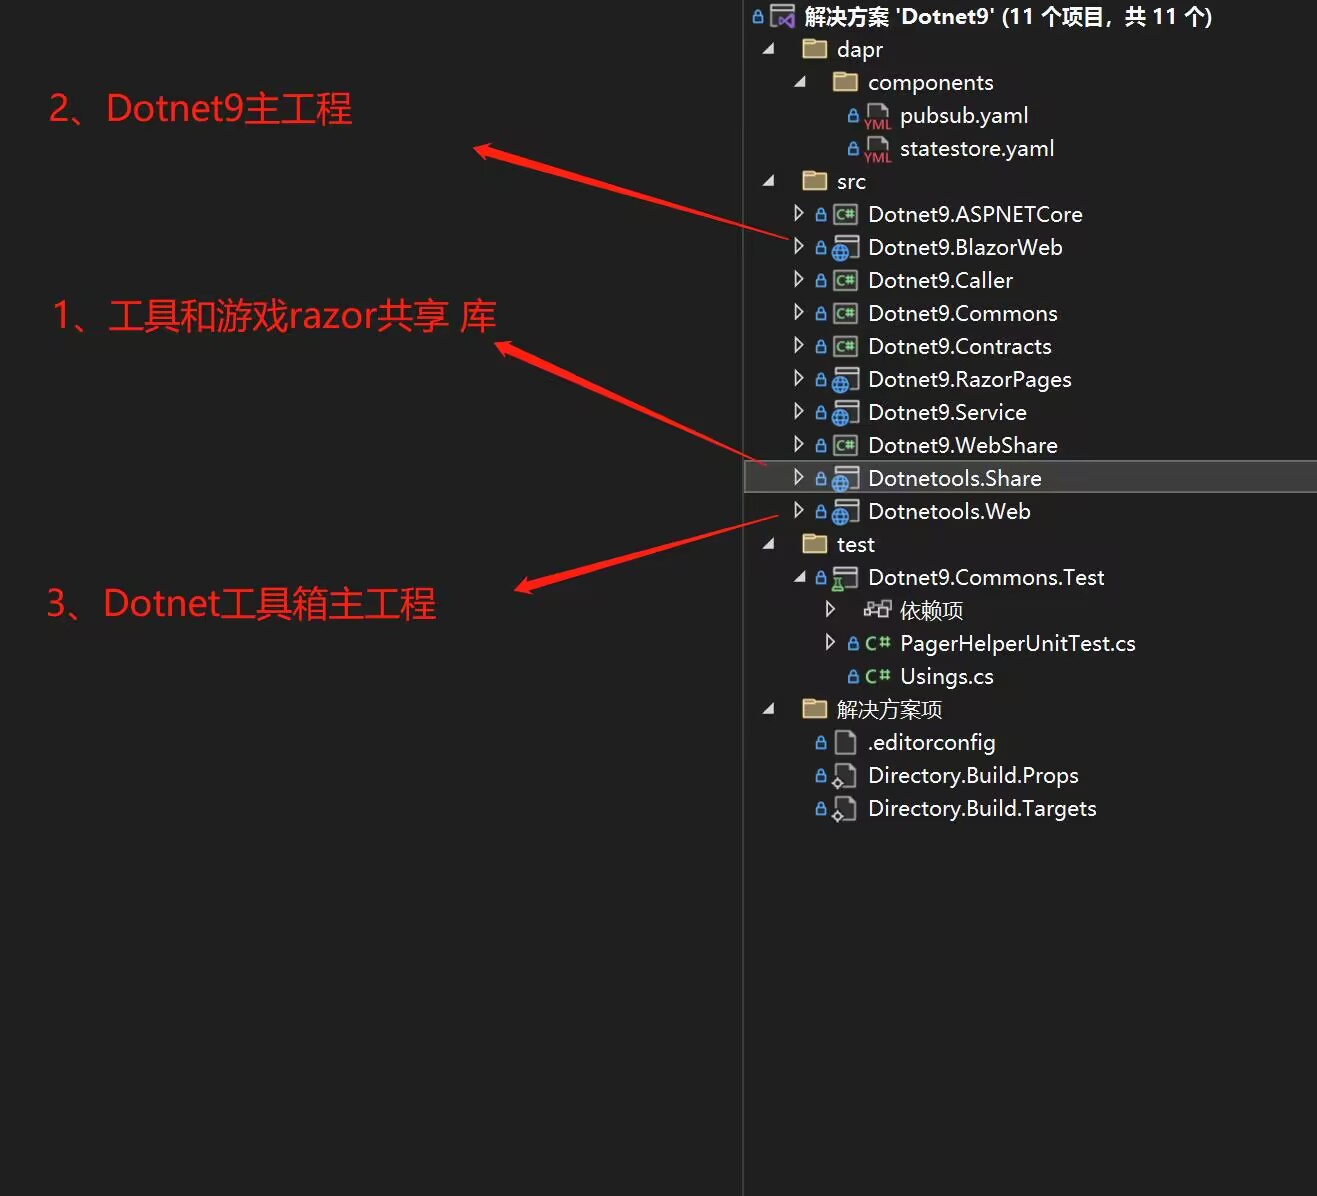 2、Dotnet9主工程
1、工具和游戏razor共享 库
3、Dotnet工具箱主工程
解决方案 'Dotnet9' (11 个项目，共 11 个)
dapr
components
YML pubsub.yaml
YML statestore.yaml
src
C# Dotnet9.ASPNETCore
Dotnet9.BlazorWeb
C# Dotnet9.Caller
C# Dotnet9.Commons
C# Dotnet9.Contracts
Dotnet9.RazorPages
Dotnet9.Service
C# Dotnet9.WebShare
Dotnetools.Share
Dotnetools.Web
test
Dotnet9.Commons.Test
依赖项
C# PagerHelperUnitTest.cs
C# Usings.cs
解决方案项
.editorconfig
Directory.Build.Props
Directory.Build.Targets